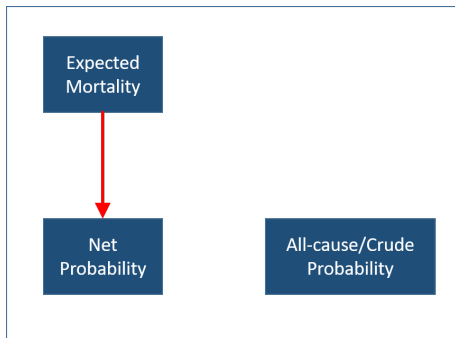 Expected
Mortality
Net
Probability
All-cause/Crude
Probability